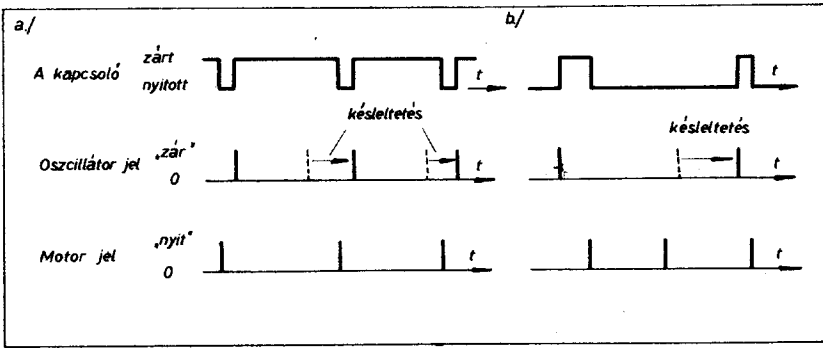 a./
b./
A kapcsoló
zárt
nyitott
t
t
késleltetés
késleltetés
Oszcillátor jel
„zár"
0
t
t
Motor jel
„nyit"
0
t
t